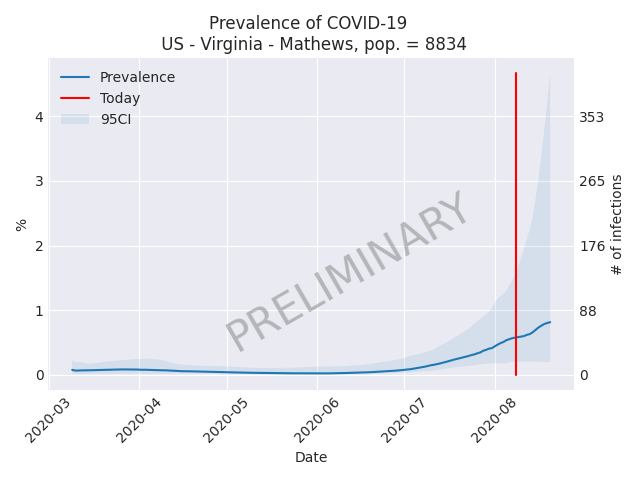 Prevalence of COVID-19
US - Virginia - Mathews, pop. = 8834
Prevalence
Today
95CI
PRELIMINARY
%
4
3
2
1
0
353
265
176
88
0
# of infections
2020-03
2020-04
2020-05
2020-06
2020-07
2020-08
Date